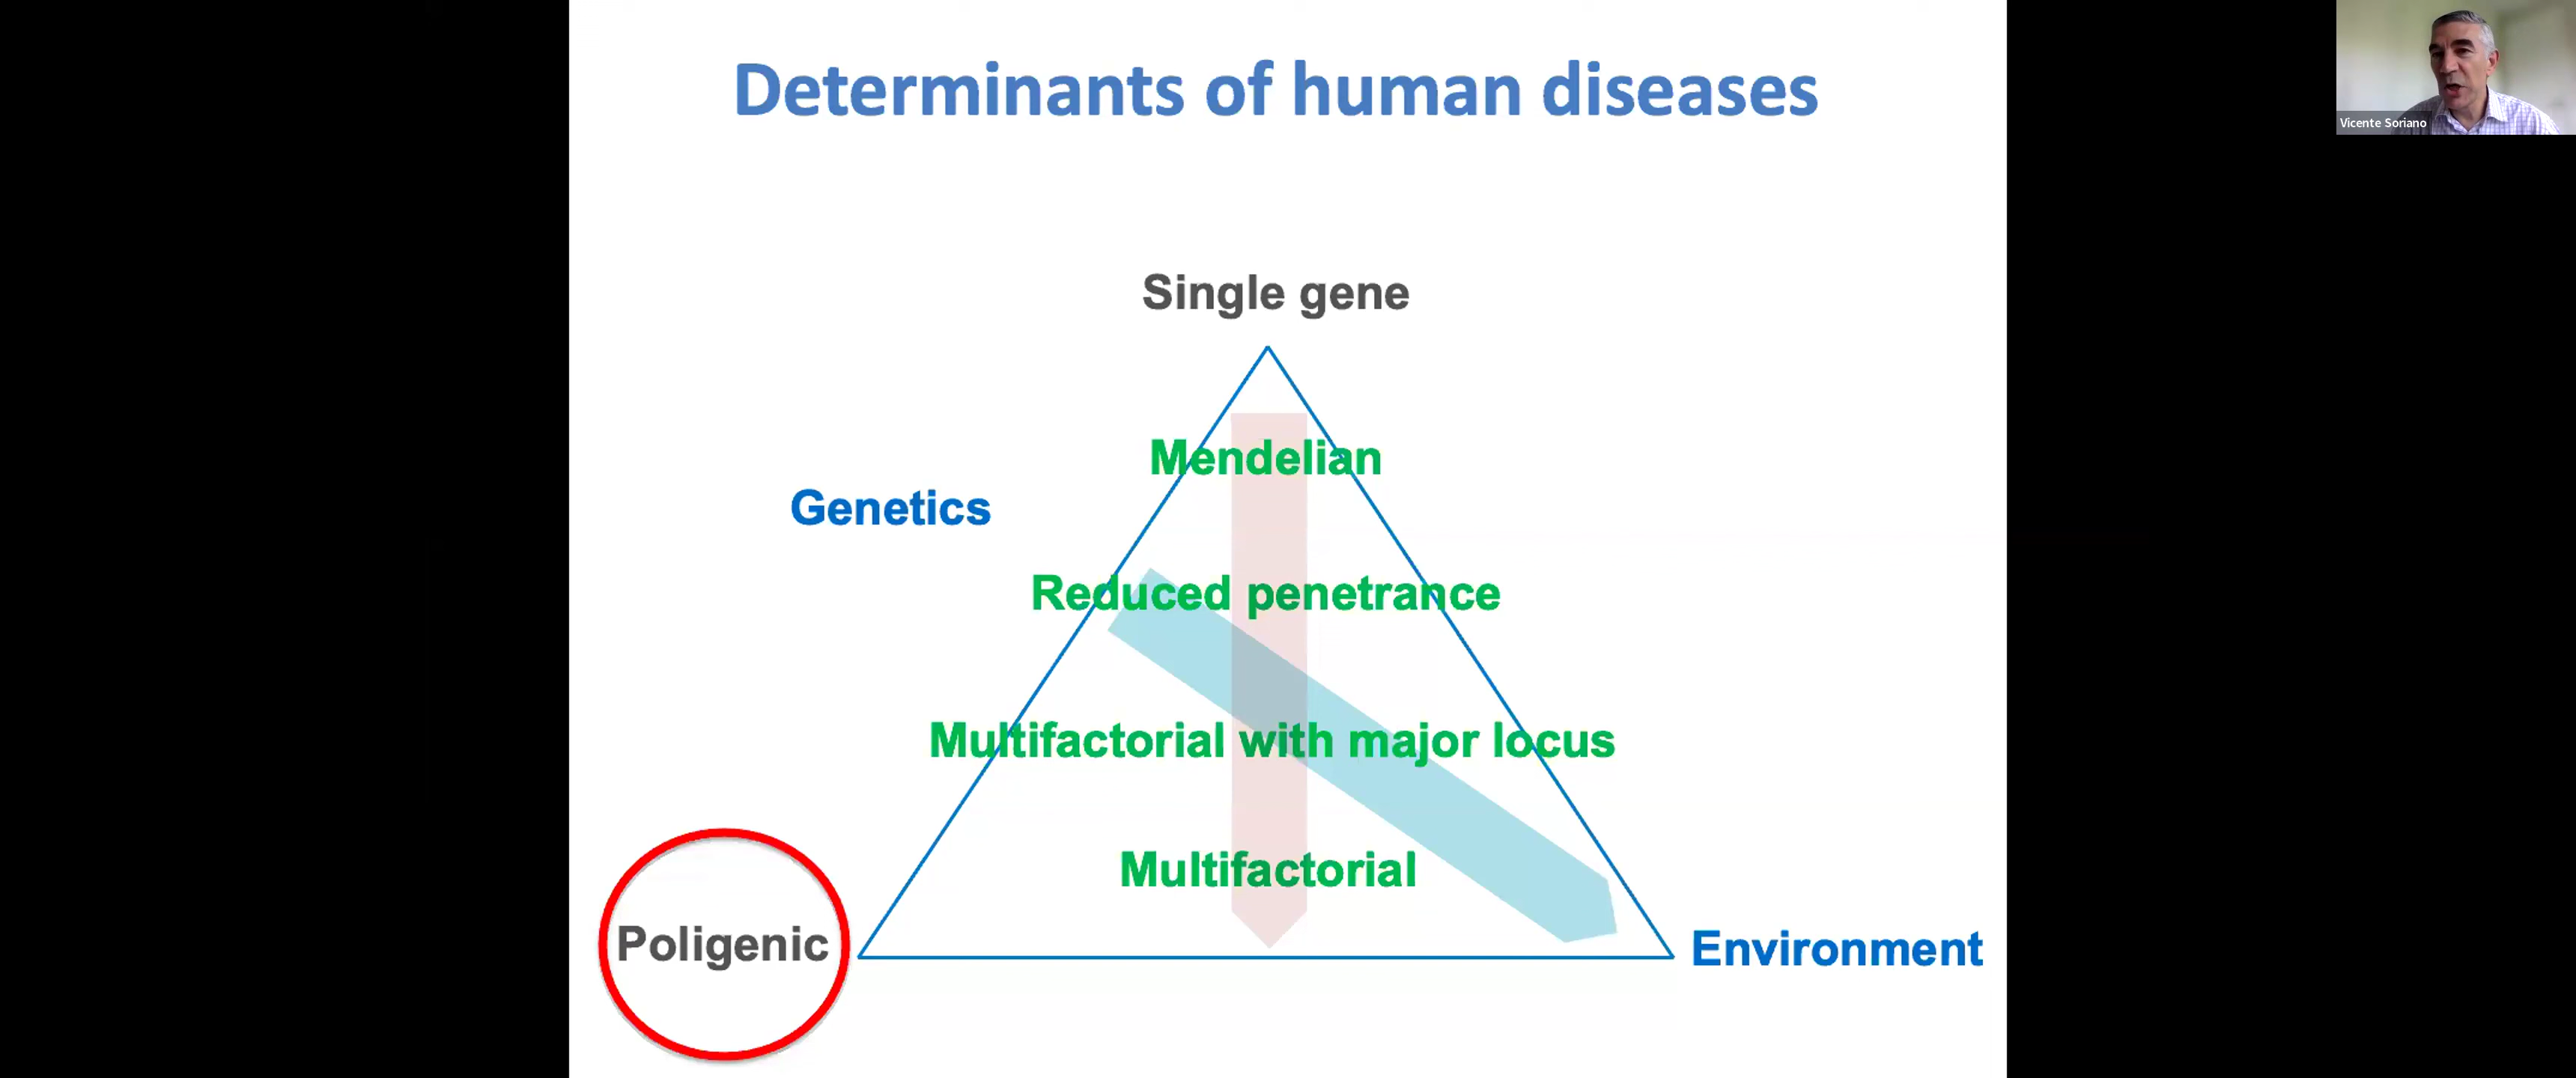 Determinants of human diseases
Vicente Soriano
Single gene
Mendelian
Genetics
Reduced penetrance
Multifactorial with major locus
Multifactorial
Poligenic
Environment